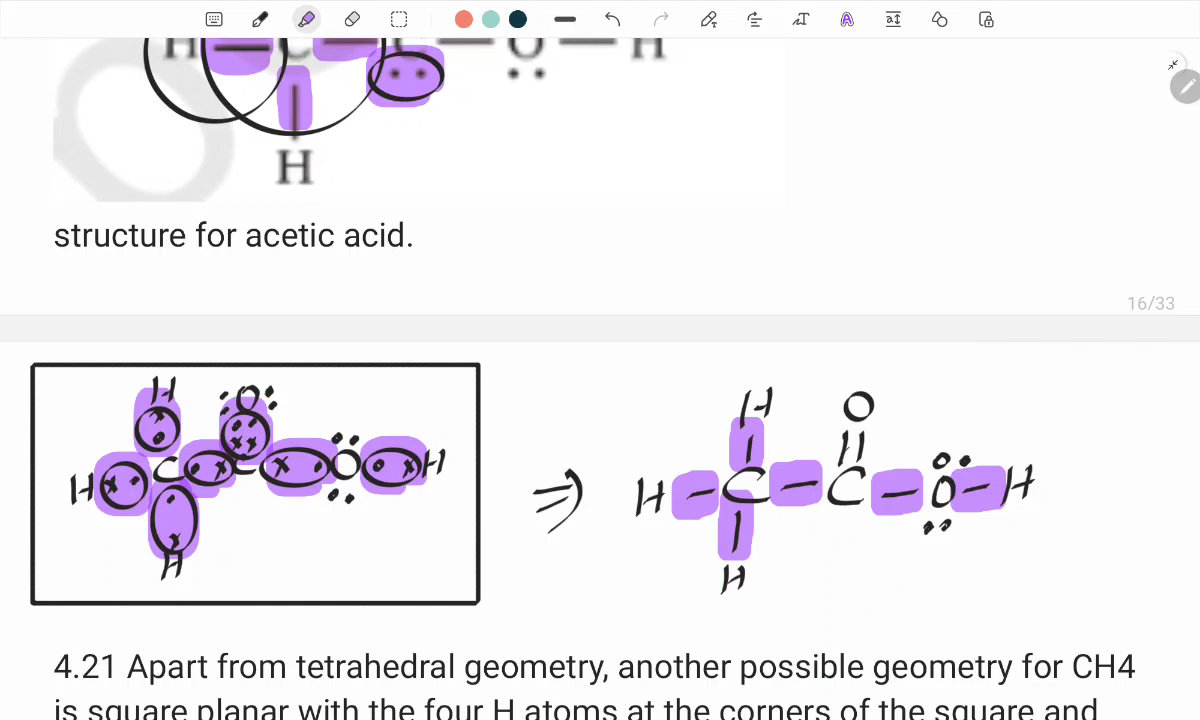 H — C — C — O — H
H
structure for acetic acid.
16/33
H :O:
H C C O H
H
⇒
H O
| ||
H – C – C – O – H
|
H
4.21 Apart from tetrahedral geometry, another possible geometry for CH4
is square planar with the four H atoms at the corners of the square and